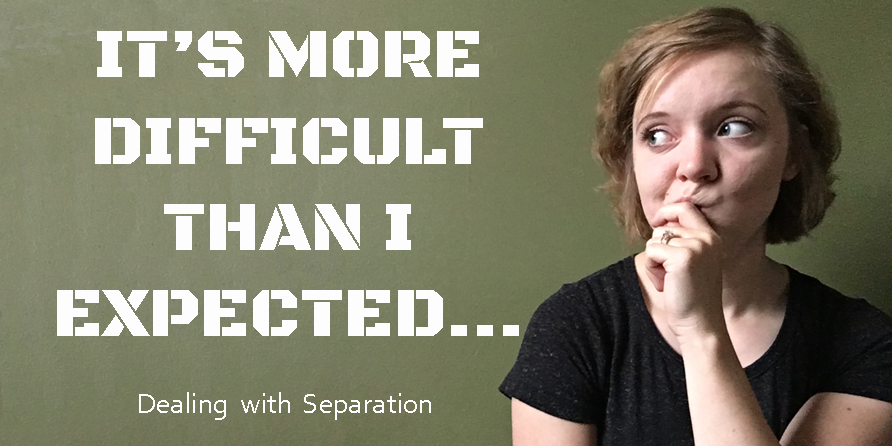 IT’S MORE
DIFFICULT
THAN I
EXPECTED...
Dealing with Separation